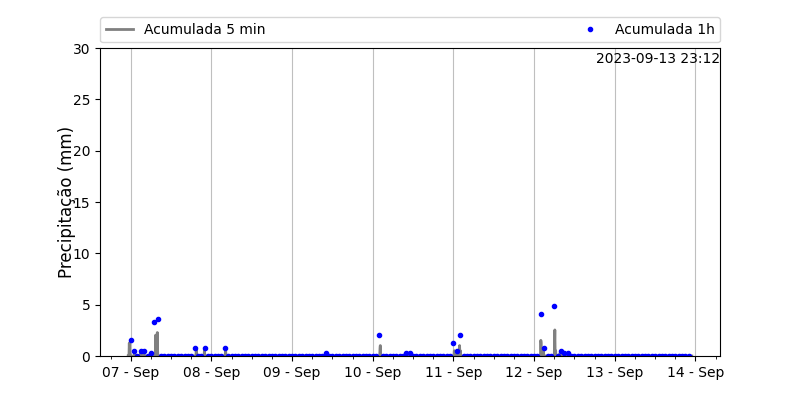 Acumulada 5 min
Acumulada 1h
2023-09-13 23:12
Precipitação (mm)
30
25
20
15
10
5
0
07 - Sep
08 - Sep
09 - Sep
10 - Sep
11 - Sep
12 - Sep
13 - Sep
14 - Sep